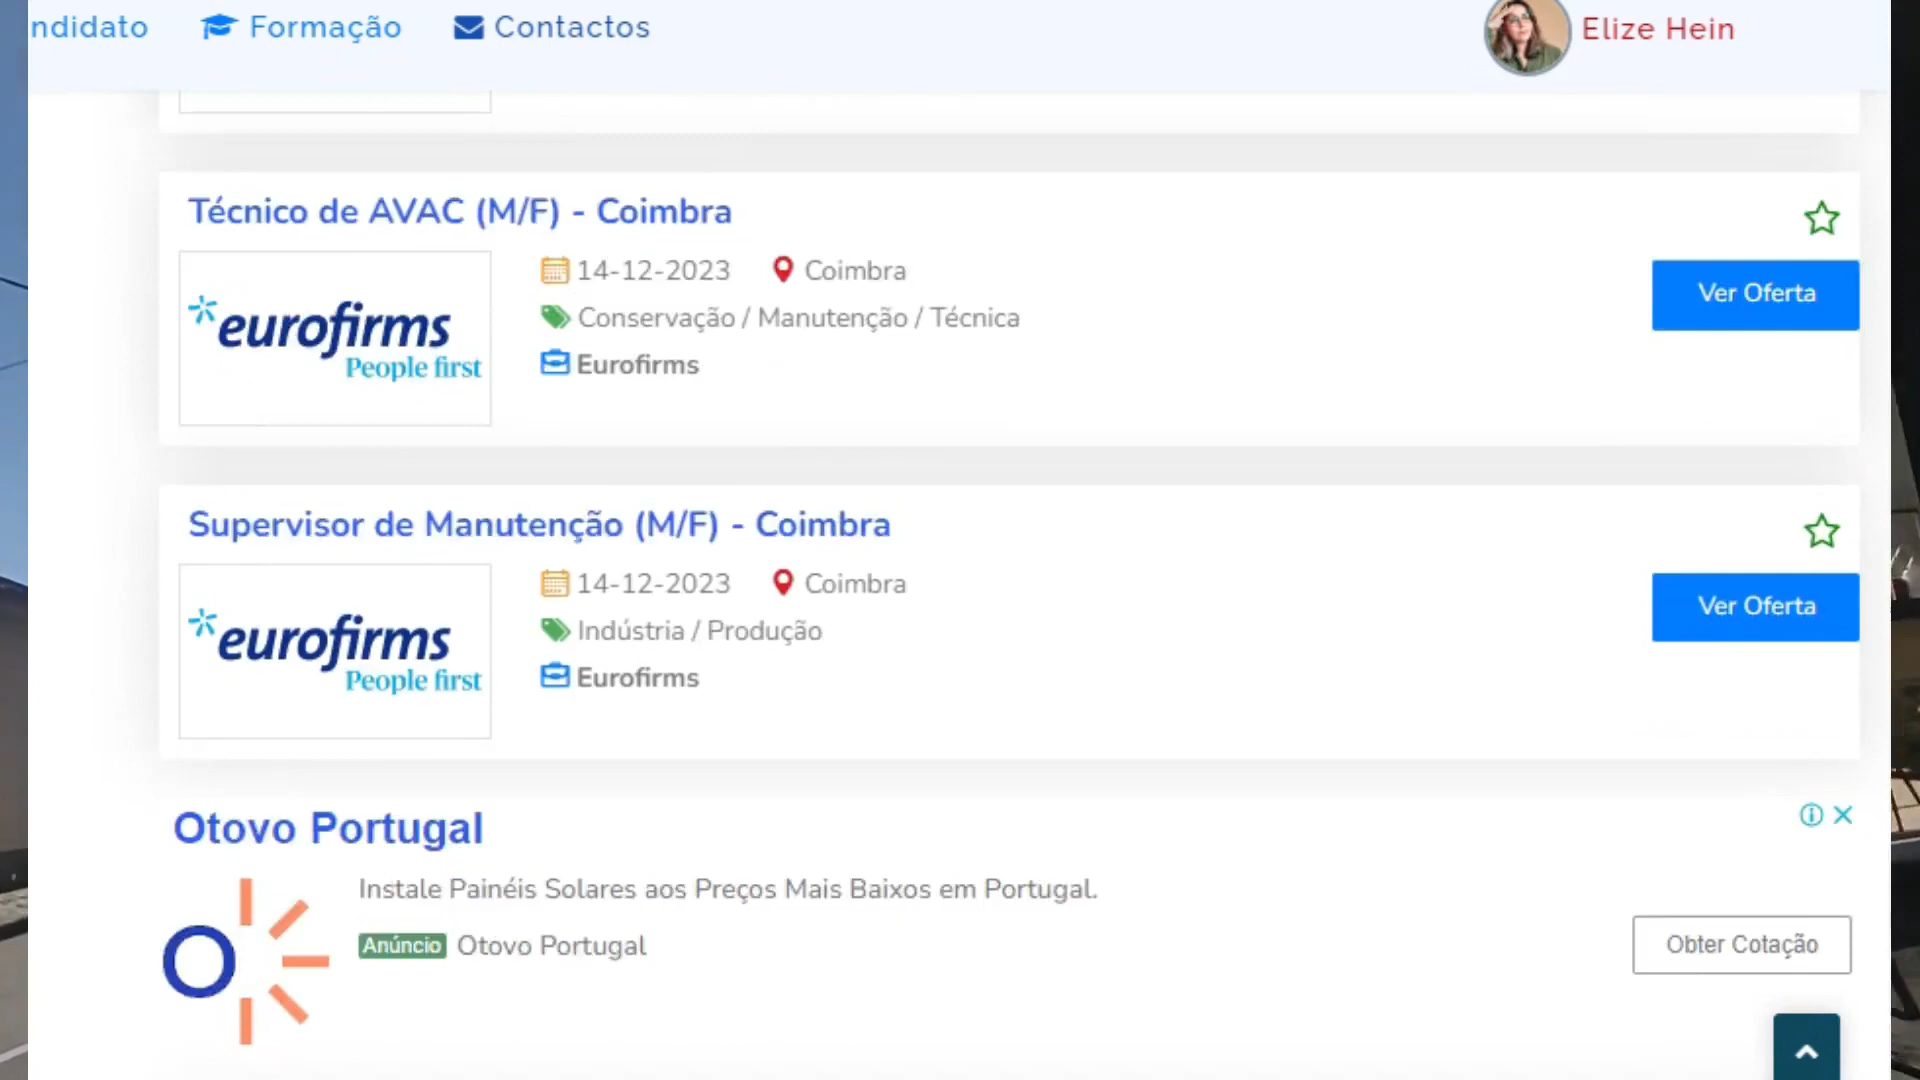 ndidato Formação Contactos Elize Hein
Técnico de AVAC (M/F) - Coimbra
eurofirms
People first
14-12-2023 Coimbra
Conservação / Manutenção / Técnica
Eurofirms
Ver Oferta
Supervisor de Manutenção (M/F) - Coimbra
eurofirms
People first
14-12-2023 Coimbra
Indústria / Produção
Eurofirms
Ver Oferta
Otovo Portugal
Instale Painéis Solares aos Preços Mais Baixos em Portugal.
Anúncio Otovo Portugal
Obter Cotação